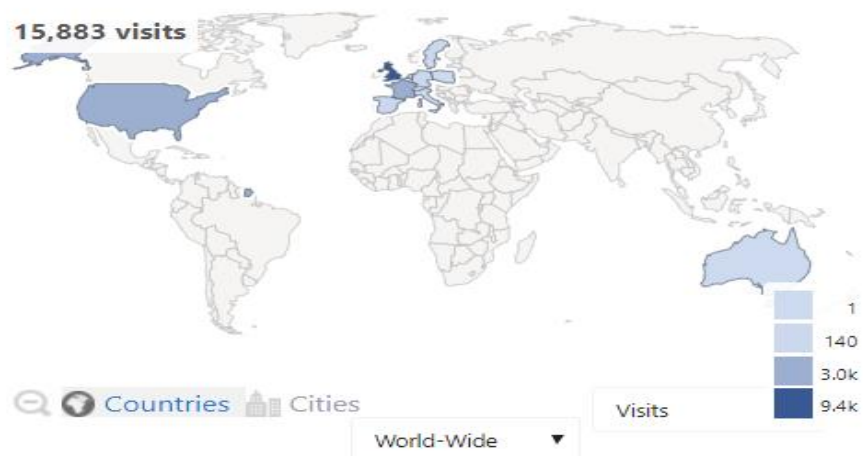 15,883 visits
1
140
3.0k
9.4k
Countries Cities
Visits
World-Wide